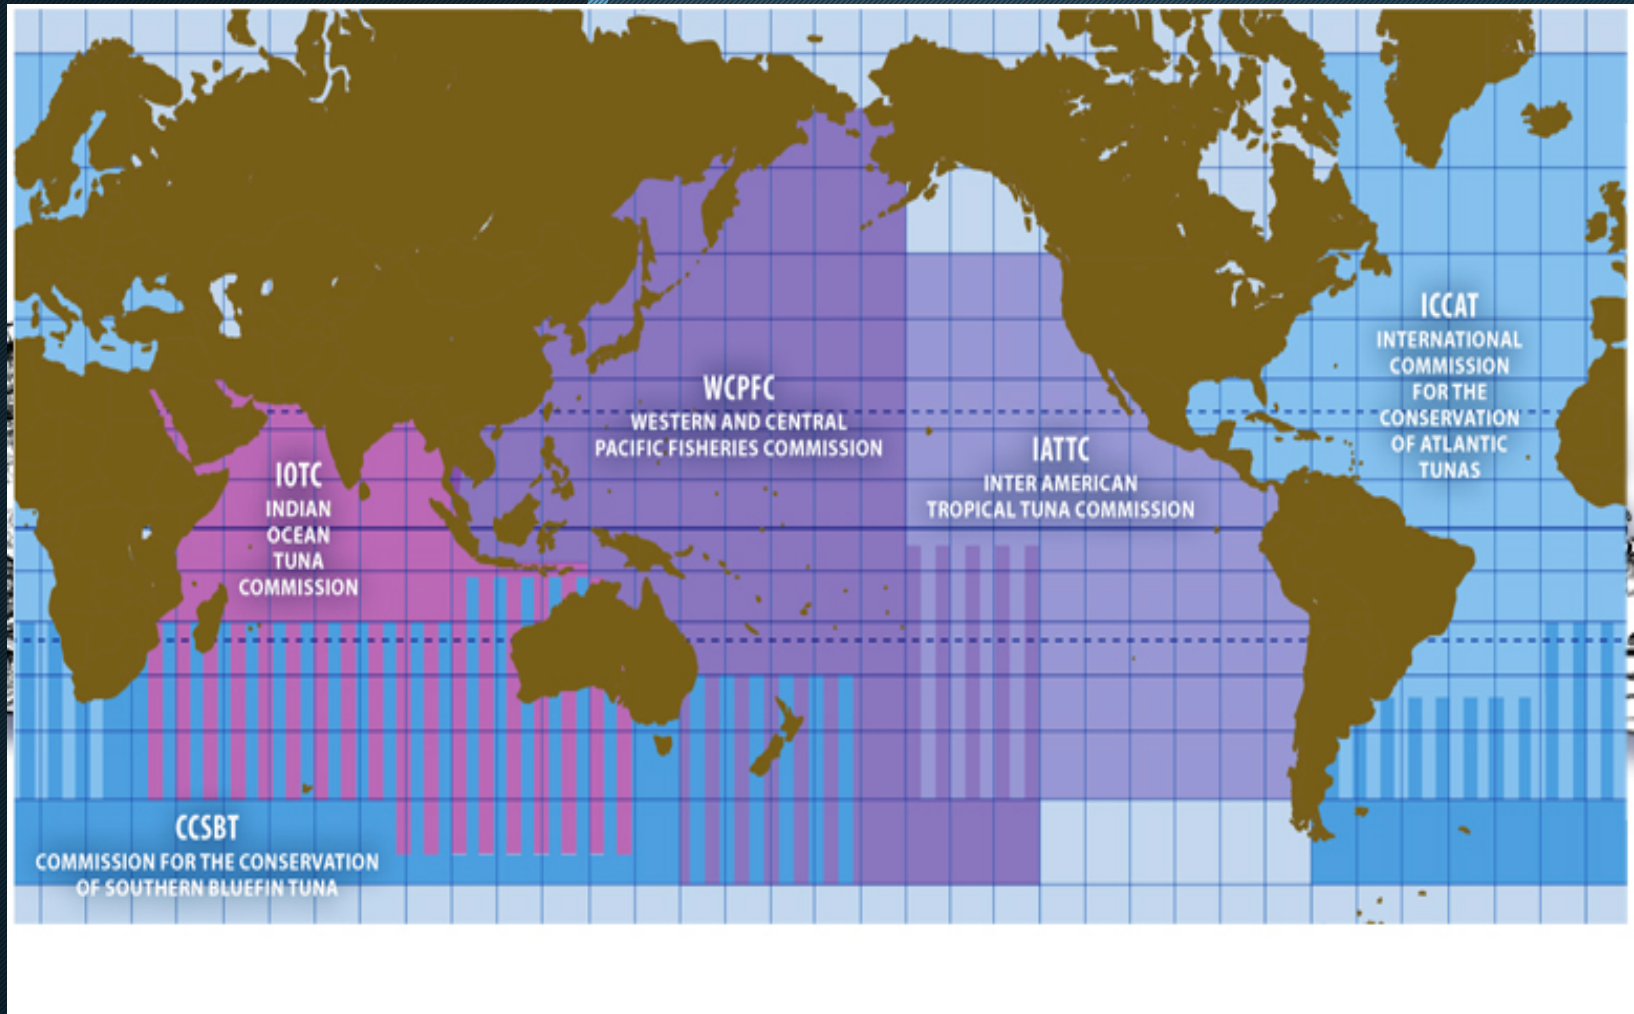 ICCAT
INTERNATIONAL
COMMISSION
FOR THE
CONSERVATION
OF ATLANTIC
TUNAS
WCPFC
WESTERN AND CENTRAL
PACIFIC FISHERIES COMMISSION
IATTC
INTER AMERICAN
TROPICAL TUNA COMMISSION
IOTC
INDIAN
OCEAN
TUNA
COMMISSION
CCSBT
COMMISSION FOR THE CONSERVATION
OF SOUTHERN BLUEFIN TUNA